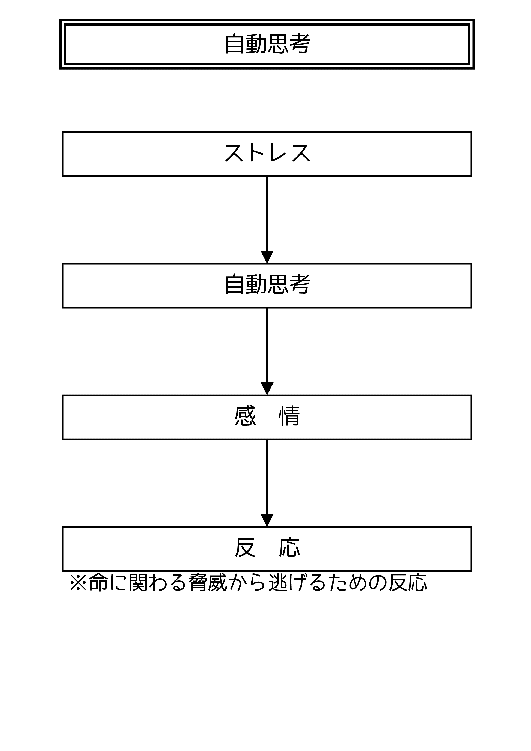 自動思考
ストレス
自動思考
感　情
反　応
※命に関わる脅威から逃げるための反応